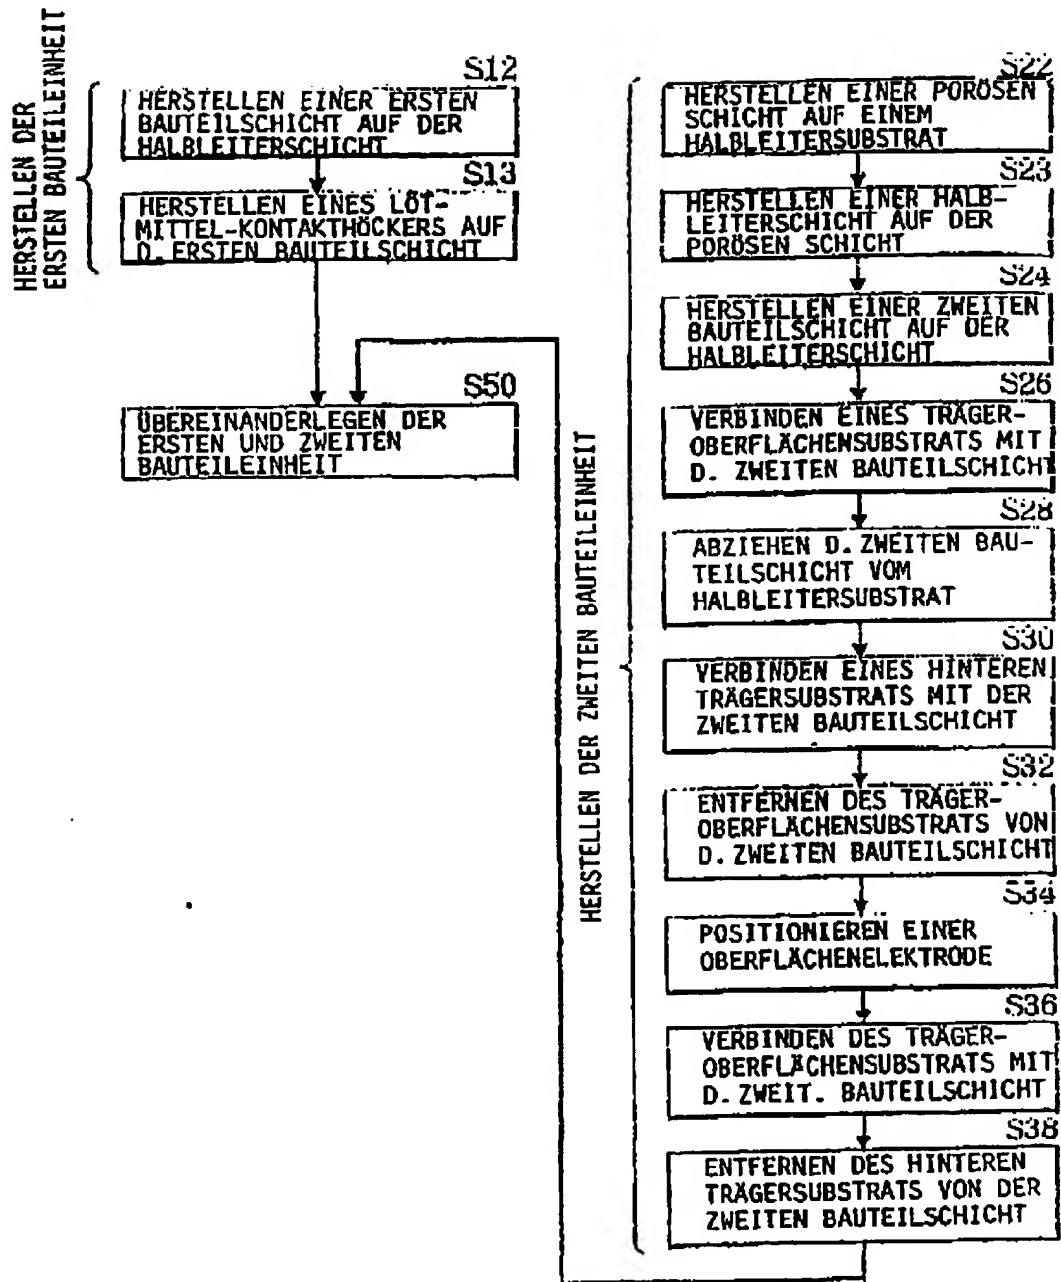 HERSTELLEN DER
ERSTEN BAUTEILEINHEIT
S12
HERSTELLEN EINER ERSTEN
BAUTEILSCHICHT AUF DER
HALBLEITERSCHICHT
S13
HERSTELLEN EINES LÖT-
MITTEL-KONTAKTHÖCKERS AUF
D. ERSTEN BAUTEILSCHICHT
S50
ÜBEREINANDERLEGEN DER
ERSTEN UND ZWEITEN
BAUTEILEINHEIT
HERSTELLEN DER ZWEITEN BAUTEILEINHEIT
S22
HERSTELLEN EINER PORÖSEN
SCHICHT AUF EINEM
HALBLEITERSUBSTRAT
S23
HERSTELLEN EINER HALB-
LEITERSCHICHT AUF DER
PORÖSEN SCHICHT
S24
HERSTELLEN EINER ZWEITEN
BAUTEILSCHICHT AUF DER
HALBLEITERSCHICHT
S26
VERBINDEN EINES TRÄGER-
OBERFLÄCHENSUBSTRATS MIT
D. ZWEITEN BAUTEILSCHICHT
S28
ABZIEHEN D. ZWEITEN BAU-
TEILSCHICHT VOM
HALBLEITERSUBSTRAT
S30
VERBINDEN EINES HINTEREN
TRÄGERSUBSTRATS MIT DER
ZWEITEN BAUTEILSCHICHT
S32
ENTFERNEN DES TRÄGER-
OBERFLÄCHENSUBSTRATS VON
D. ZWEITEN BAUTEILSCHICHT
S34
POSITIONIEREN EINER
OBERFLÄCHENELEKTRODE
S36
VERBINDEN DES TRÄGER-
OBERFLÄCHENSUBSTRATS MIT
D. ZWEIT. BAUTEILSCHICHT
S38
ENTFERNEN DES HINTEREN
TRÄGERSUBSTRATS VON DER
ZWEITEN BAUTEILSCHICHT